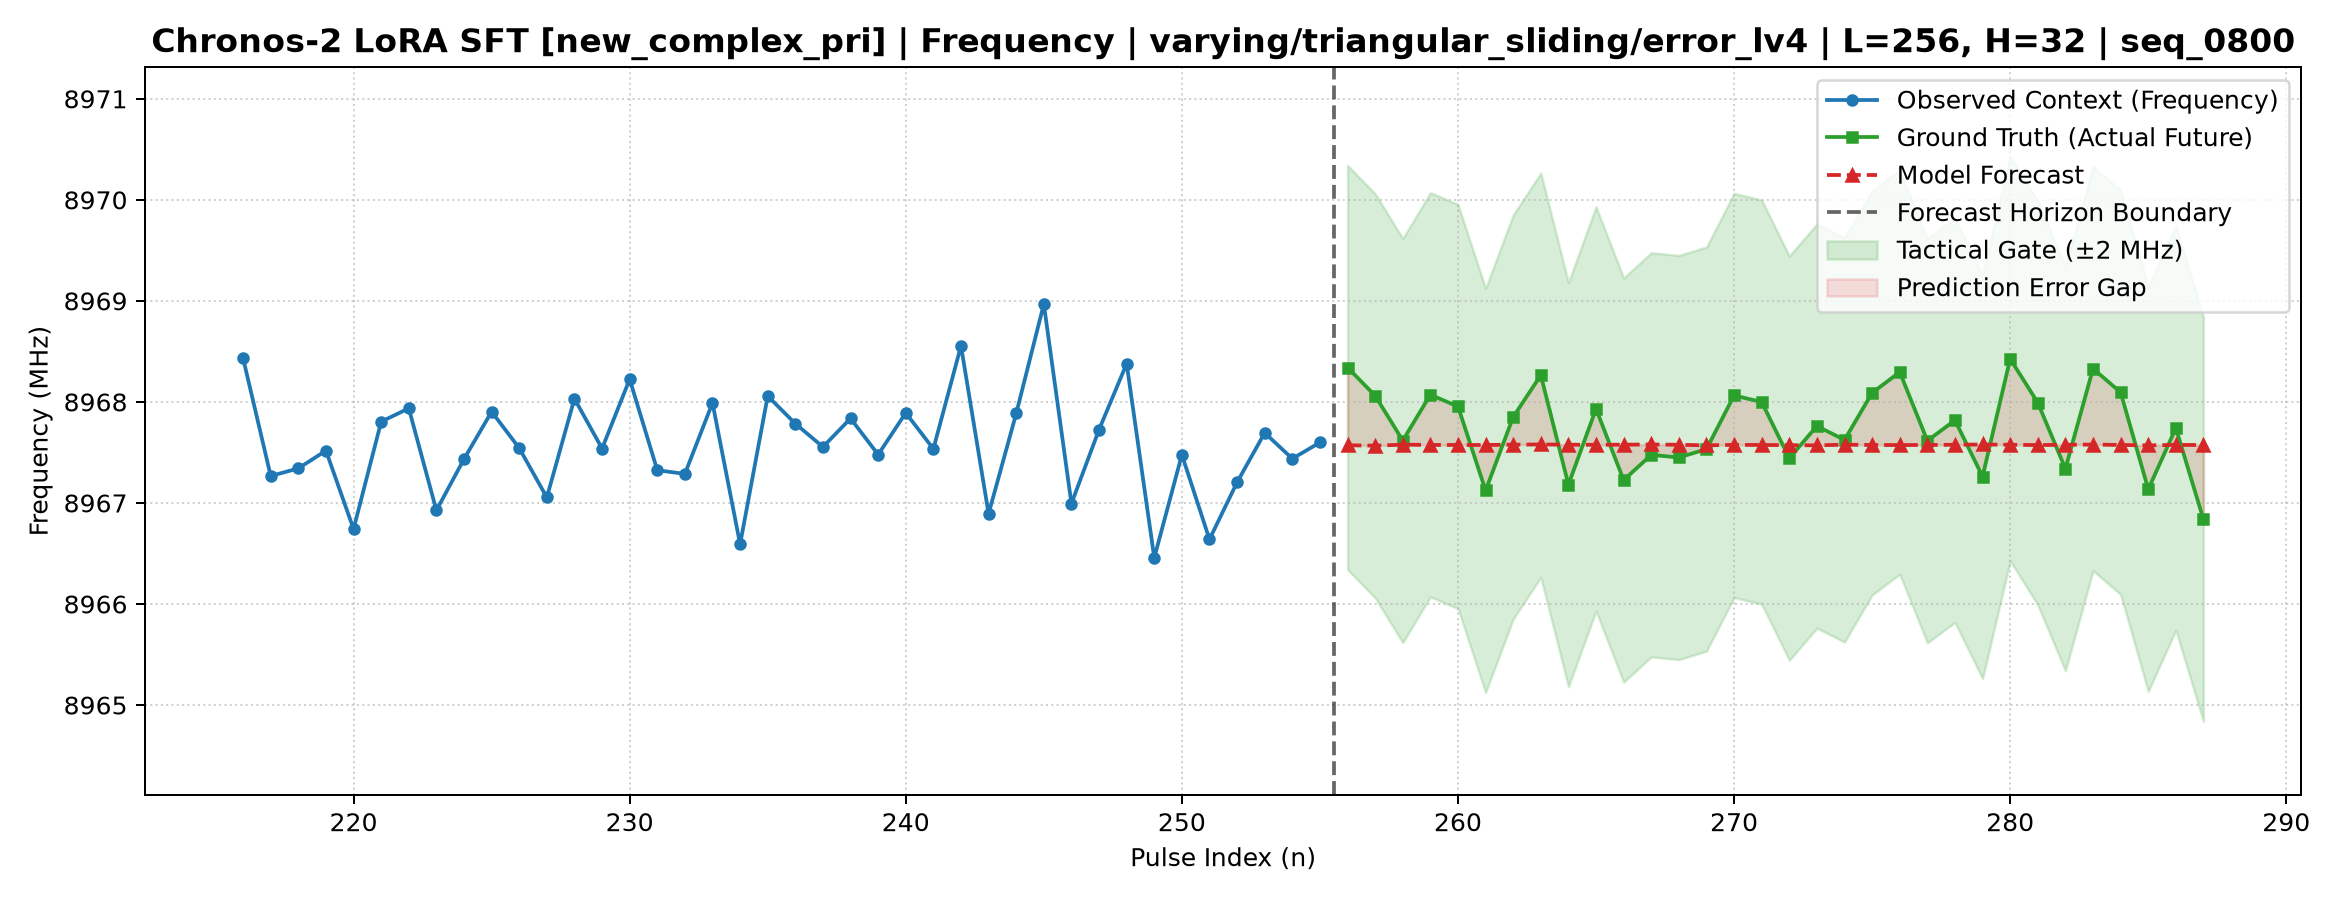 Chronos-2 LoRA SFT [new_complex_pri] | Frequency | varying/triangular_sliding/error_lv4 | L=256, H=32 | seq_0800
Frequency (MHz)
8971
8970
8969
8968
8967
8966
8965
Observed Context (Frequency)
Ground Truth (Actual Future)
Model Forecast
Forecast Horizon Boundary
Tactical Gate (±2 MHz)
Prediction Error Gap
220 230 240 250 260 270 280 290
Pulse Index (n)